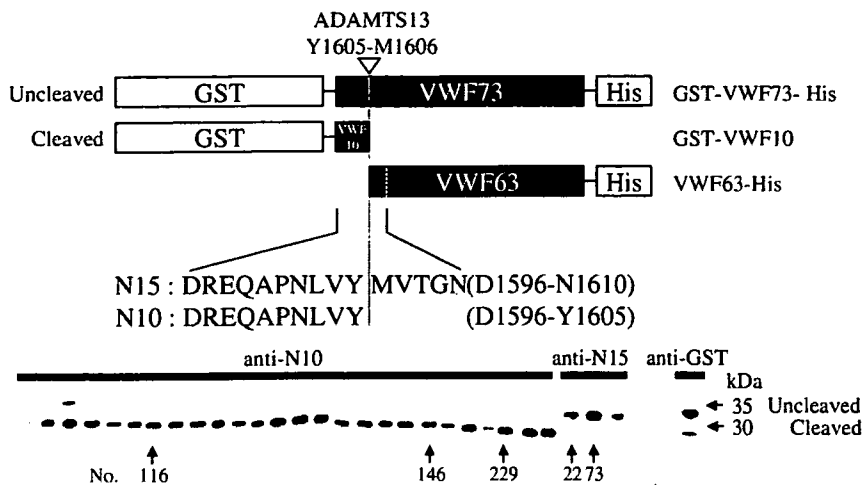 ADAMTS13
Y1605-M1606
Uncleaved GST VWF73 His GST-VWF73- His
Cleaved GST VWF 10 GST-VWF10
VWF63 His VWF63-His
N15 : DREQAPNLVY MVTGN(D1596-N1610)
N10 : DREQAPNLVY (D1596-Y1605)
anti-N10 anti-N15 anti-GST
kDa
35 Uncleaved
30 Cleaved
No. 116 146 229 22 73